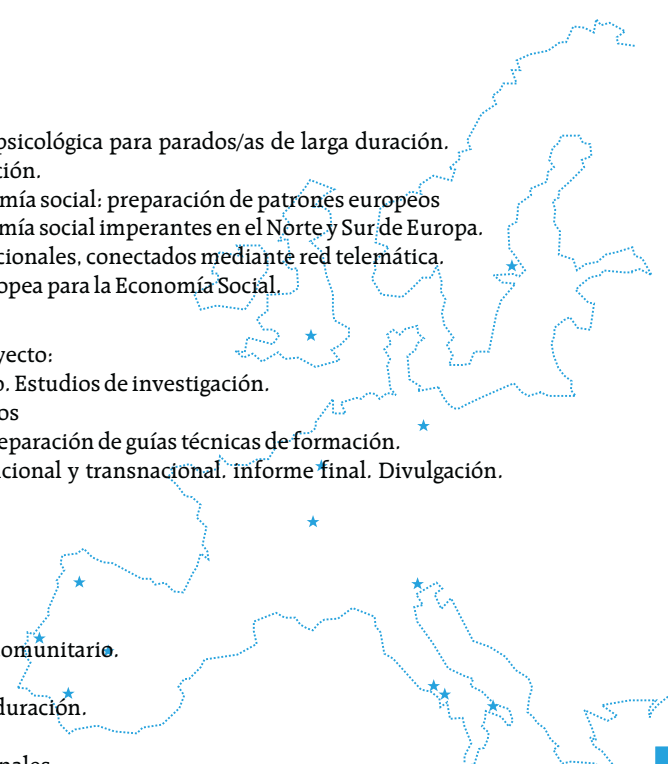 psicológica para parados/as de larga duración.
ción.
mía social: preparación de patrones europeos
mía social imperantes en el Norte y Sur de Europa.
cionales, conectados mediante red telemática.
opea para la Economía Social.
yecto:
o. Estudios de investigación.
os
eparación de guías técnicas de formación.
cional y transnacional. informe final. Divulgación.
omunitario.
duración.
nales